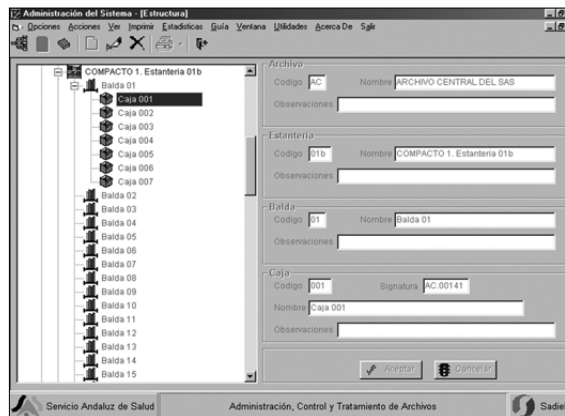 Administración del Sistema - [Estructura]
Opciones Acciones Ver Imprimir Estadísticas Guía Ventana Utilidades Acerca De Salir
COMPACTO 1. Estanteria 01b
Balda 01
Caja 001
Caja 002
Caja 003
Caja 004
Caja 005
Caja 006
Caja 007
Balda 02
Balda 03
Balda 04
Balda 05
Balda 06
Balda 07
Balda 08
Balda 09
Balda 10
Balda 11
Balda 12
Balda 13
Balda 14
Balda 15
Archivo
Codigo AC Nombre ARCHIVO CENTRAL DEL SAS
Observaciones
Estanteria
Codigo 01b Nombre COMPACTO 1. Estanteria 01b
Observaciones
Balda
Codigo 01 Nombre Balda 01
Observaciones
Caja
Codigo 001 Signatura AC.00141
Nombre Caja 001
Observaciones
Aceptar Cancelar
Servicio Andaluz de Salud Administración, Control y Tratamiento de Archivos Sadiel